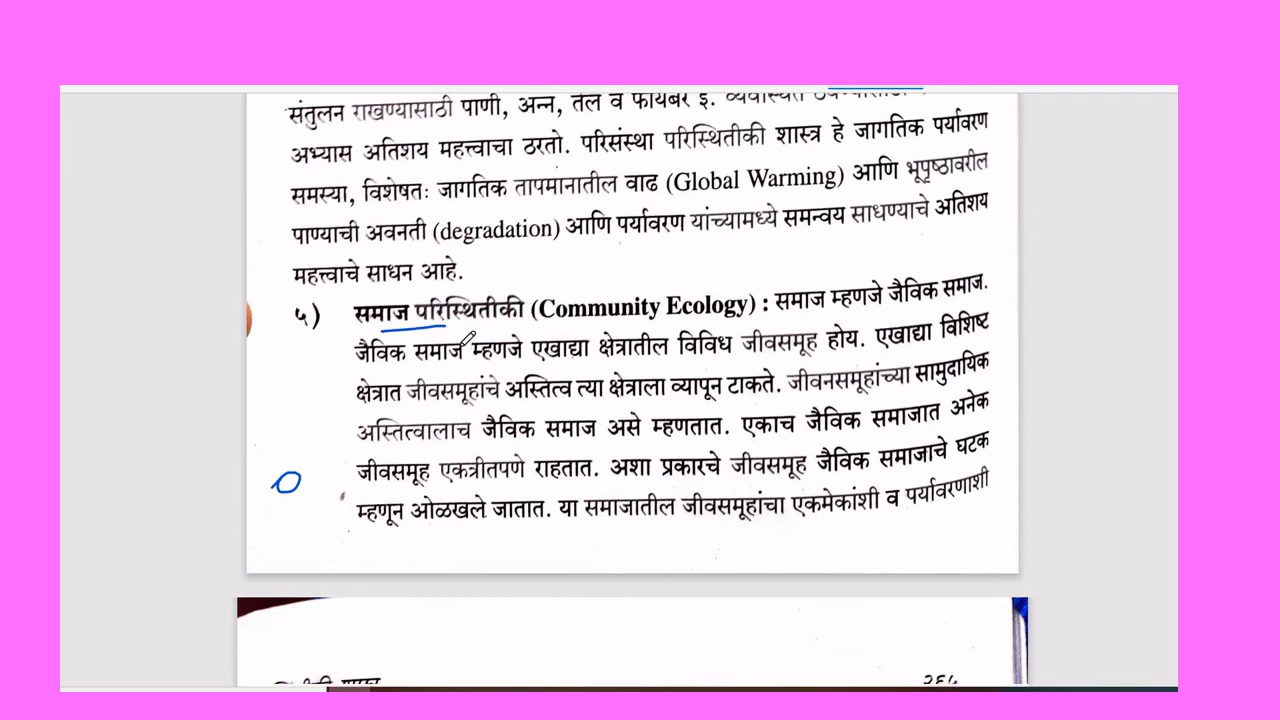 संतुलन राखण्यासाठी पाणी, अन्न, तेल व फायबर इ. व्यवस्थित
अभ्यास अतिशय महत्त्वाचा ठरतो. परिसंस्था परिस्थितीकी शास्त्र हे जागतिक पर्यावरण
समस्या, विशेषतः जागतिक तापमानातील वाढ (Global Warming) आणि भूपृष्ठावरील
पाण्याची अवनती (degradation) आणि पर्यावरण यांच्यामध्ये समन्वय साधण्याचे अतिशय
महत्त्वाचे साधन आहे.
५) समाज परिस्थितीकी (Community Ecology) : समाज म्हणजे जैविक समाज.
जैविक समाज म्हणजे एखाद्या क्षेत्रातील विविध जीवसमूह होय. एखाद्या विशिष्ट
क्षेत्रात जीवसमूहांचे अस्तित्व त्या क्षेत्राला व्यापून टाकते. जीवनसमूहांच्या सामुदायिक
अस्तित्वालाच जैविक समाज असे म्हणतात. एकाच जैविक समाजात अनेक
जीवसमूह एकत्रीतपणे राहतात. अशा प्रकारचे जीवसमूह जैविक समाजाचे घटक
म्हणून ओळखले जातात. या समाजातील जीवसमूहांचा एकमेकांशी व पर्यावरणाशी
२६५